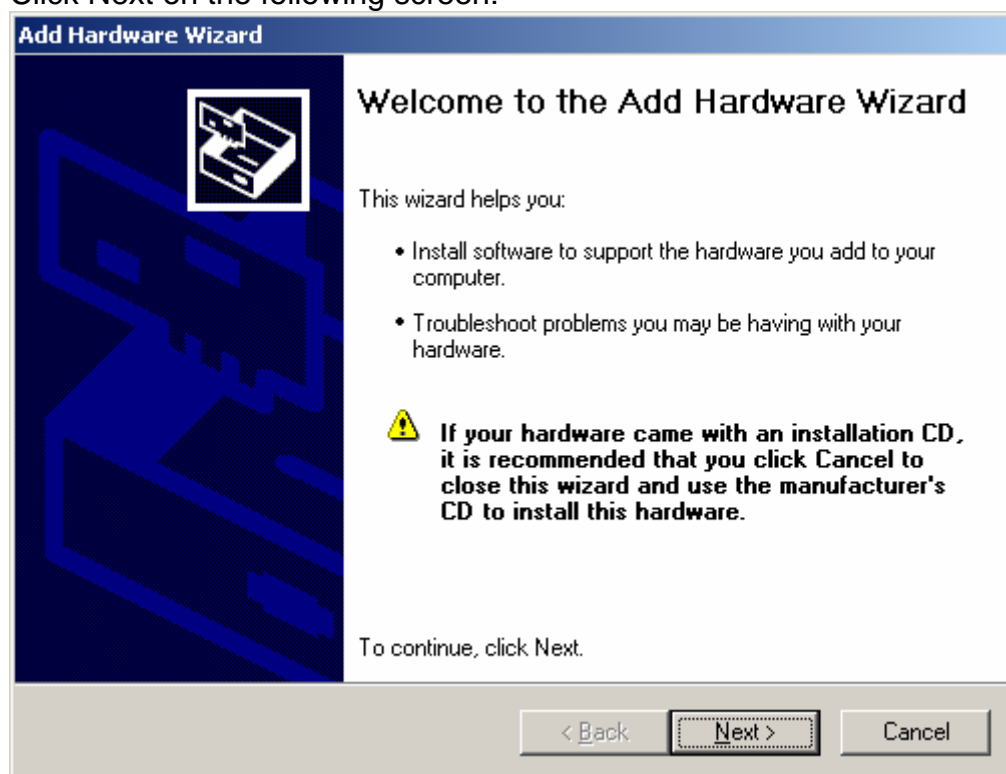 Click Next on the following screen.
Add Hardware Wizard
Welcome to the Add Hardware Wizard
This wizard helps you:
• Install software to support the hardware you add to your
computer.
• Troubleshoot problems you may be having with your
hardware.
If your hardware came with an installation CD,
it is recommended that you click Cancel to
close this wizard and use the manufacturer's
CD to install this hardware.
To continue, click Next.
< Back Next > Cancel